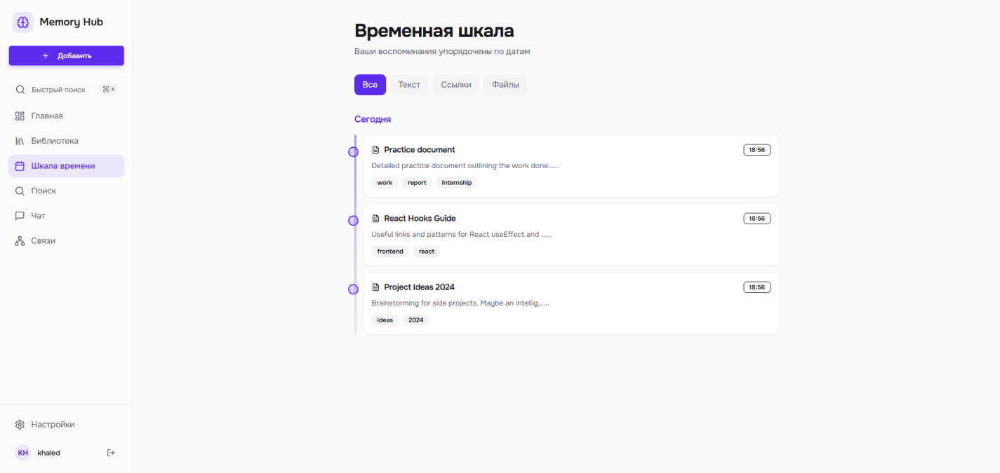 Memory Hub
+ Добавить
Быстрый поиск ⌘ K
Главная
Библиотека
Шкала времени
Поиск
Чат
Связи
Настройки
KH khaled
Временная шкала
Ваши воспоминания упорядочены по датам
Все Текст Ссылки Файлы
Сегодня
Practice document 18:56
Detailed practice document outlining the work done......
work report internship
React Hooks Guide 18:56
Useful links and patterns for React useEffect and ......
frontend react
Project Ideas 2024 18:56
Brainstorming for side projects. Maybe an intellig......
ideas 2024